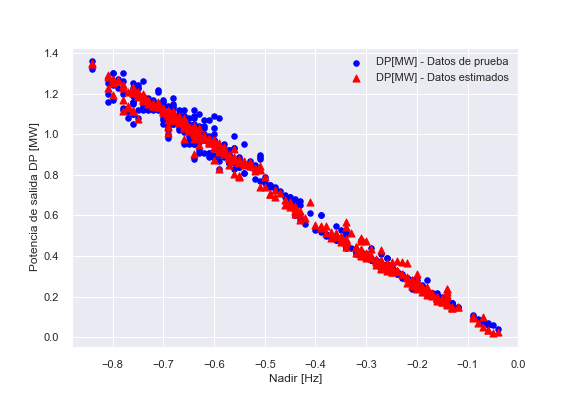 DP[MW] - Datos de prueba
DP[MW] - Datos estimados
Potencia de salida DP [MW]
1.4
1.2
1.0
0.8
0.6
0.4
0.2
0.0
−0.8 −0.7 −0.6 −0.5 −0.4 −0.3 −0.2 −0.1 0.0
Nadir [Hz]